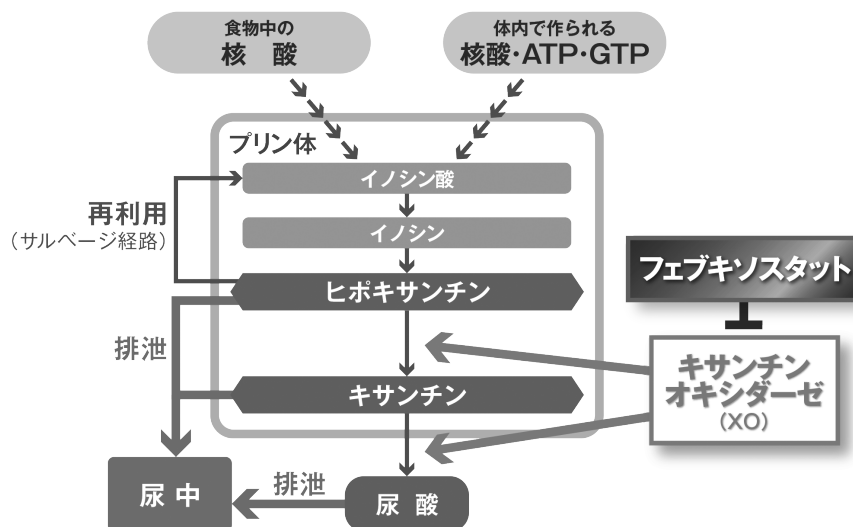 食物中の
核 酸
体内で作られる
核酸・ATP・GTP
プリン体
イノシン酸
再利用
（サルベージ経路）
イノシン
フェブキソスタット
ヒポキサンチン
排泄
キサンチン
オキシダーゼ
（XO）
キサンチン
尿中
排泄
尿 酸